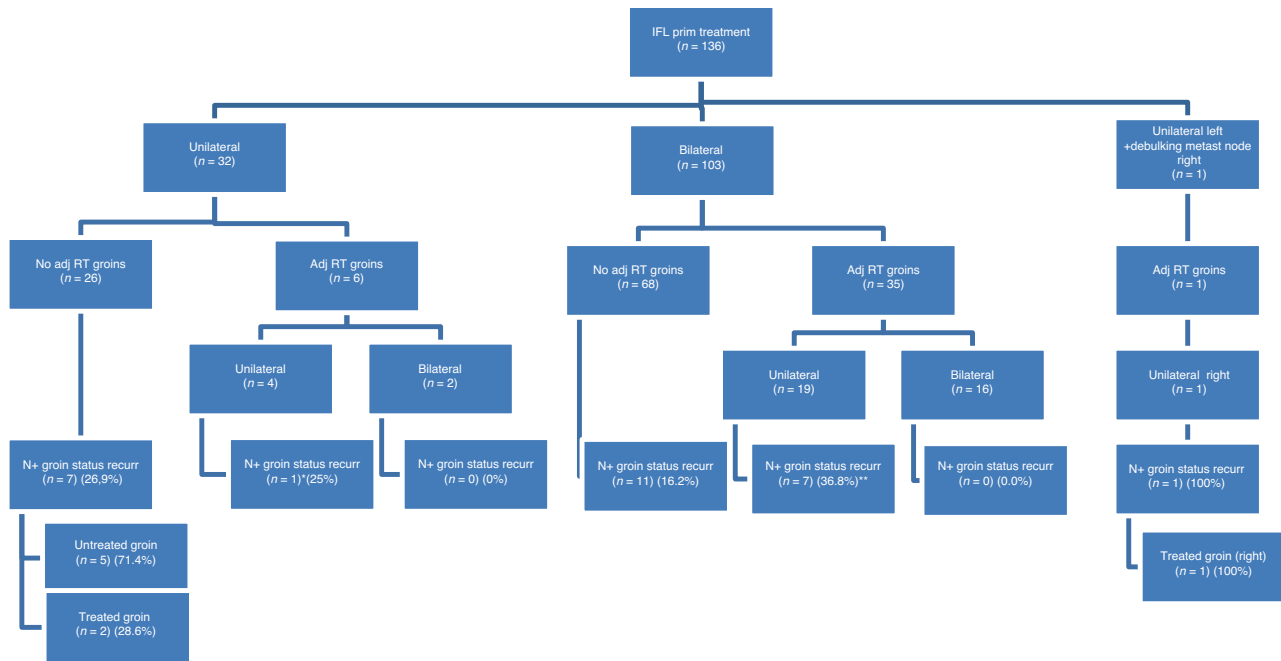 IFL prim treatment
(n = 136)
Unilateral
(n = 32)
Bilateral
(n = 103)
Unilateral left
+debulking metast node
right
(n = 1)
No adj RT groins
(n = 26)
Adj RT groins
(n = 6)
No adj RT groins
(n = 68)
Adj RT groins
(n = 35)
Adj RT groins
(n = 1)
Unilateral
(n = 4)
Bilateral
(n = 2)
Unilateral
(n = 19)
Bilateral
(n = 16)
Unilateral right
(n = 1)
N+ groin status recurr
(n = 7) (26,9%)
N+ groin status recurr
(n = 1)*(25%)
N+ groin status recurr
(n = 0) (0%)
N+ groin status recurr
(n = 11) (16.2%)
N+ groin status recurr
(n = 7) (36.8%)**
N+ groin status recurr
(n = 0) (0.0%)
N+ groin status recurr
(n = 1) (100%)
Untreated groin
(n = 5) (71.4%)
Treated groin
(n = 2) (28.6%)
Treated groin (right)
(n = 1) (100%)